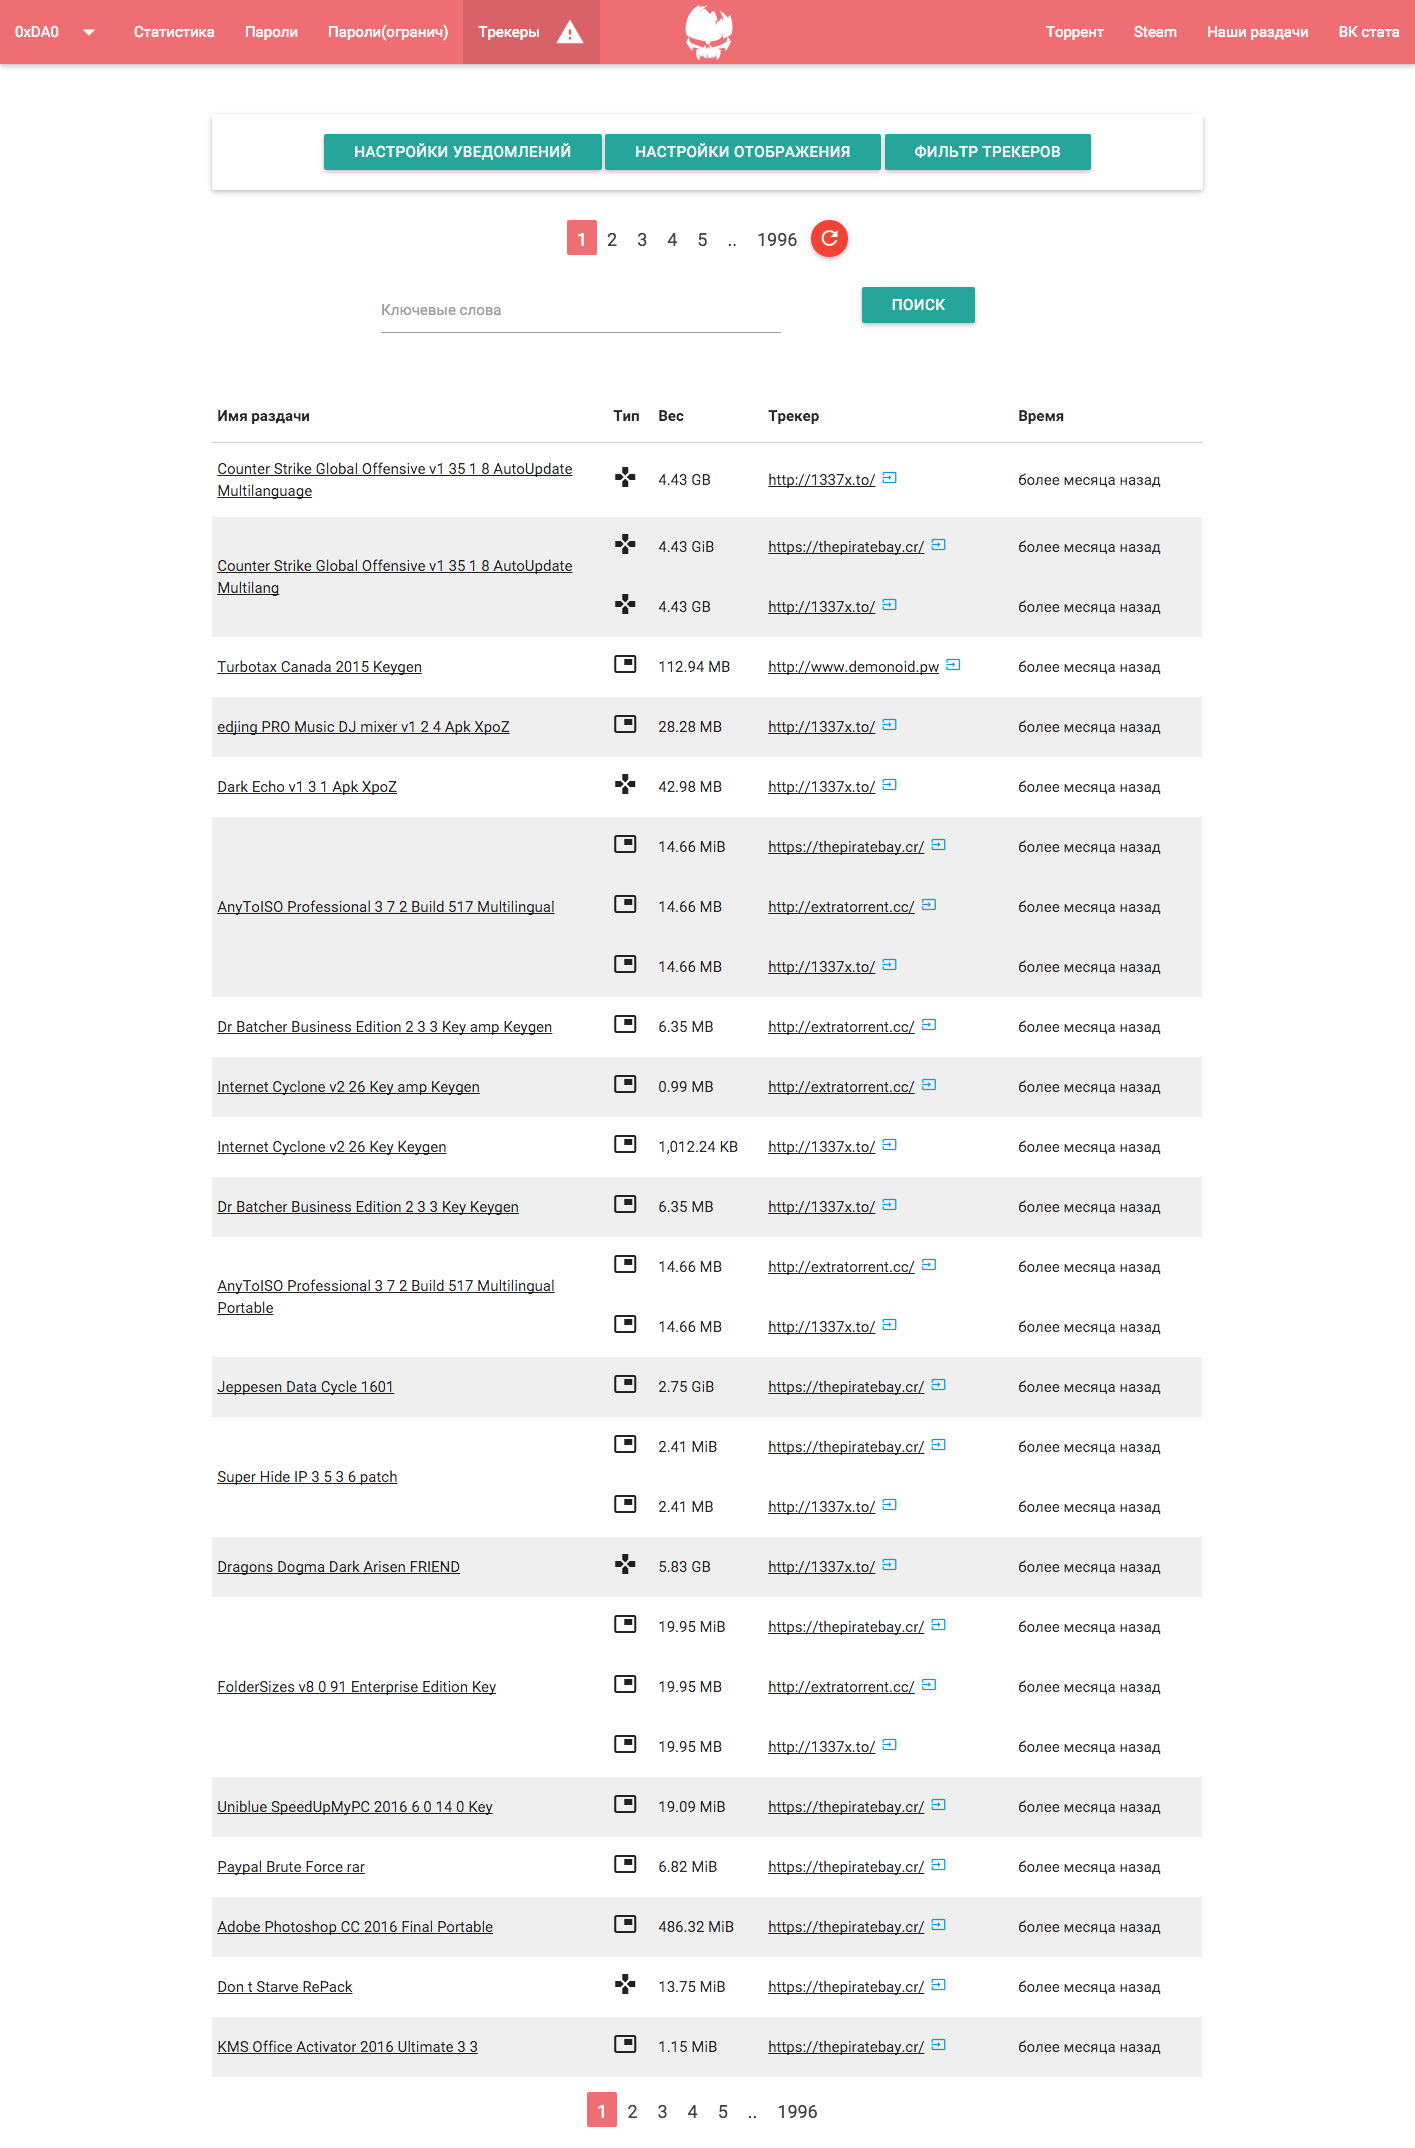 0xDA0 Статистика Пароли Пароли(огранич) Трекеры Торрент Steam Наши раздачи ВК стата
НАСТРОЙКИ УВЕДОМЛЕНИЙ НАСТРОЙКИ ОТОБРАЖЕНИЯ ФИЛЬТР ТРЕКЕРОВ
1 2 3 4 5 .. 1996
Ключевые слова ПОИСК
Имя раздачи Тип Вес Трекер Время
Counter Strike Global Offensive v1 35 1 8 AutoUpdate
Multilanguage
4.43 GB http://1337x.to/ более месяца назад
Counter Strike Global Offensive v1 35 1 8 AutoUpdate
Multilang
4.43 GiB https://thepiratebay.cr/ более месяца назад
4.43 GB http://1337x.to/ более месяца назад
Turbotax Canada 2015 Keygen 112.94 MB http://www.demonoid.pw более месяца назад
edjing PRO Music DJ mixer v1 2 4 Apk XpoZ 28.28 MB http://1337x.to/ более месяца назад
Dark Echo v1 3 1 Apk XpoZ 42.98 MB http://1337x.to/ более месяца назад
14.66 MiB https://thepiratebay.cr/ более месяца назад
AnyToISO Professional 3 7 2 Build 517 Multilingual 14.66 MB http://extratorrent.cc/ более месяца назад
14.66 MB http://1337x.to/ более месяца назад
Dr Batcher Business Edition 2 3 3 Key amp Keygen 6.35 MB http://extratorrent.cc/ более месяца назад
Internet Cyclone v2 26 Key amp Keygen 0.99 MB http://extratorrent.cc/ более месяца назад
Internet Cyclone v2 26 Key Keygen 1,012.24 KB http://1337x.to/ более месяца назад
Dr Batcher Business Edition 2 3 3 Key Keygen 6.35 MB http://1337x.to/ более месяца назад
AnyToISO Professional 3 7 2 Build 517 Multilingual
Portable
14.66 MB http://extratorrent.cc/ более месяца назад
14.66 MB http://1337x.to/ более месяца назад
Jeppesen Data Cycle 1601 2.75 GiB https://thepiratebay.cr/ более месяца назад
Super Hide IP 3 5 3 6 patch
2.41 MiB https://thepiratebay.cr/ более месяца назад
2.41 MB http://1337x.to/ более месяца назад
Dragons Dogma Dark Arisen FRIEND 5.83 GB http://1337x.to/ более месяца назад
19.95 MiB https://thepiratebay.cr/ более месяца назад
FolderSizes v8 0 91 Enterprise Edition Key 19.95 MB http://extratorrent.cc/ более месяца назад
19.95 MB http://1337x.to/ более месяца назад
Uniblue SpeedUpMyPC 2016 6 0 14 0 Key 19.09 MiB https://thepiratebay.cr/ более месяца назад
Paypal Brute Force rar 6.82 MiB https://thepiratebay.cr/ более месяца назад
Adobe Photoshop CC 2016 Final Portable 486.32 MiB https://thepiratebay.cr/ более месяца назад
Don t Starve RePack 13.75 MiB https://thepiratebay.cr/ более месяца назад
KMS Office Activator 2016 Ultimate 3 3 1.15 MiB https://thepiratebay.cr/ более месяца назад
1 2 3 4 5 .. 1996